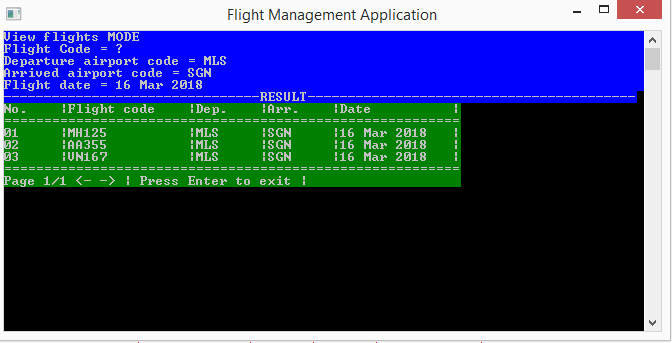 Flight Management Application
View flights MODE
Flight Code = ?
Departure airport code = MLS
Arrived airport code = SGN
Flight date = 16 Mar 2018
--------------------------------RESULT------------------------------------------
No. ¦Flight code ¦Dep. ¦Arr. ¦Date ¦
=========================================================
01 ¦MH125 ¦MLS ¦SGN ¦16 Mar 2018 ¦
02 ¦AA355 ¦MLS ¦SGN ¦16 Mar 2018 ¦
03 ¦VN167 ¦MLS ¦SGN ¦16 Mar 2018 ¦
=========================================================
Page 1/1 <- -> ¦ Press Enter to exit ¦